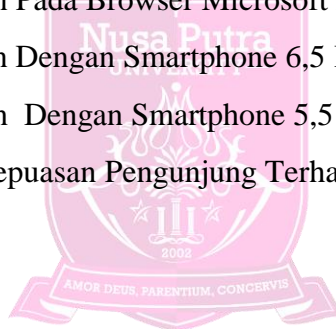 Pada Browser Microsoft
Nusa Putra
UNIVERSITY
Dengan Smartphone 6,5
Dengan Smartphone 5,5
epuasan Pengunjung Terha
2002
AMOR DEUS, PARENTIUM, CONCERVIS